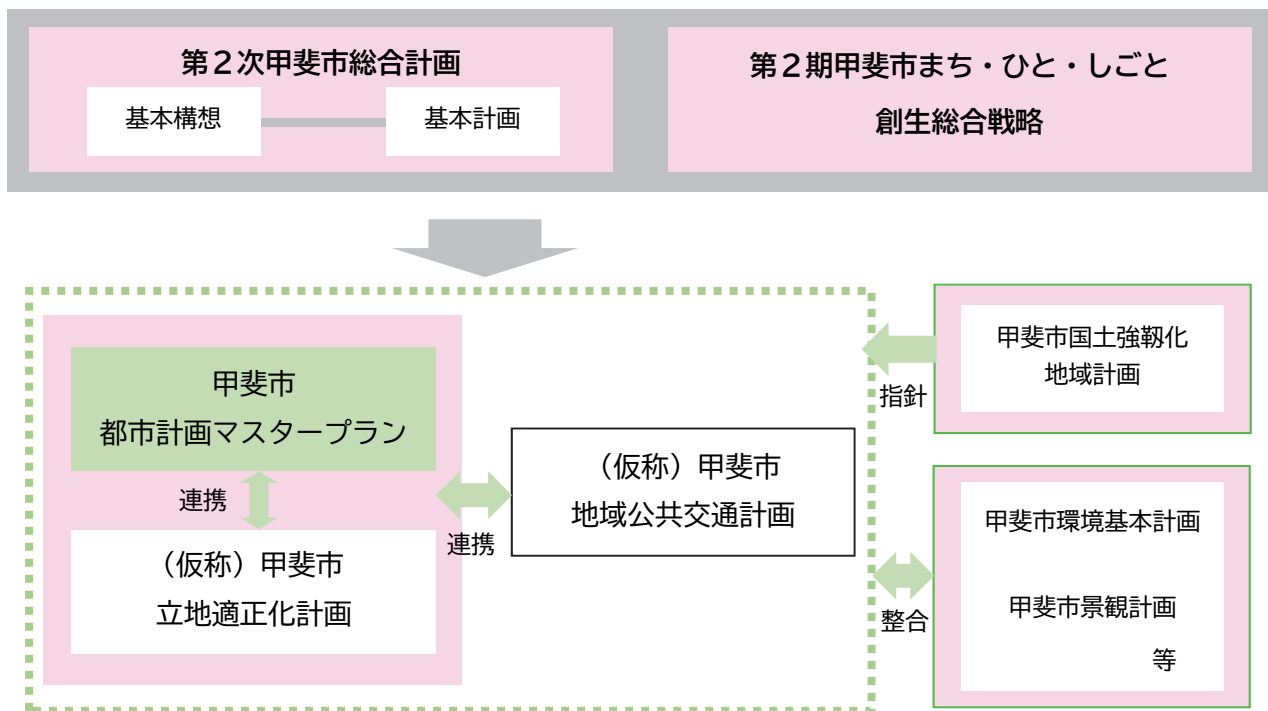 第２次甲斐市総合計画
基本構想
基本計画
第２期甲斐市まち・ひと・しごと
創生総合戦略
甲斐市
都市計画マスタープラン
連携
（仮称）甲斐市
立地適正化計画
連携
（仮称）甲斐市
地域公共交通計画
甲斐市国土強靱化
地域計画
指針
甲斐市環境基本計画
甲斐市景観計画
等
整合